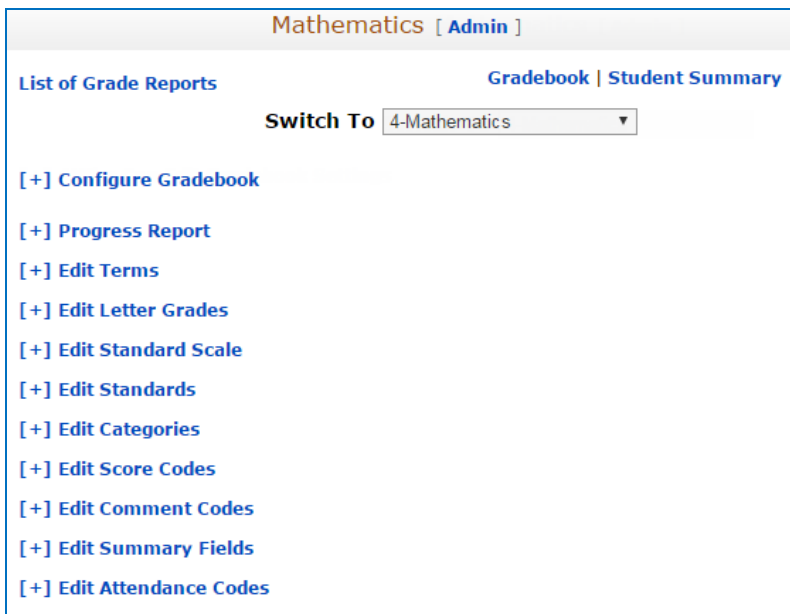 Mathematics [ Admin ]
List of Grade Reports
Gradebook | Student Summary
Switch To 4-Mathematics
[+] Configure Gradebook
[+] Progress Report
[+] Edit Terms
[+] Edit Letter Grades
[+] Edit Standard Scale
[+] Edit Standards
[+] Edit Categories
[+] Edit Score Codes
[+] Edit Comment Codes
[+] Edit Summary Fields
[+] Edit Attendance Codes